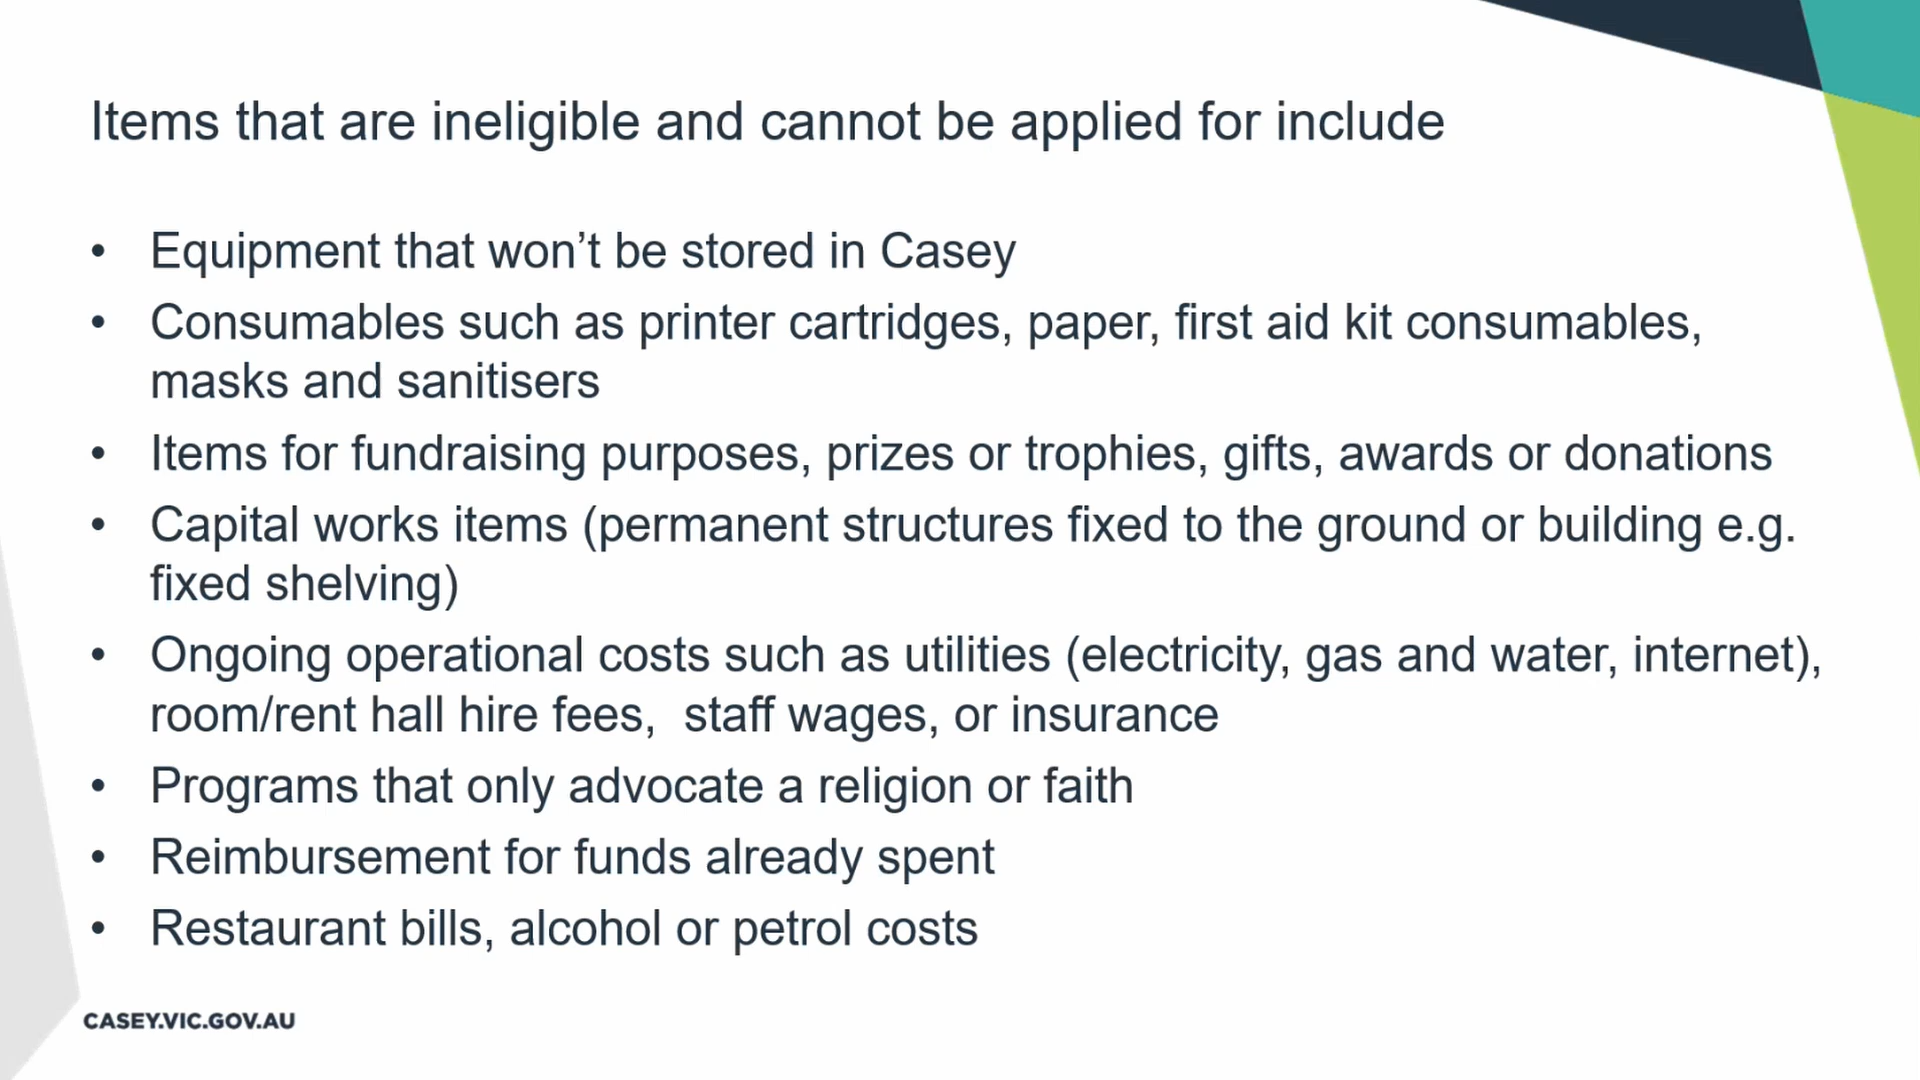 Items that are ineligible and cannot be applied for include
• Equipment that won’t be stored in Casey
• Consumables such as printer cartridges, paper, first aid kit consumables,
masks and sanitisers
• Items for fundraising purposes, prizes or trophies, gifts, awards or donations
• Capital works items (permanent structures fixed to the ground or building e.g.
fixed shelving)
• Ongoing operational costs such as utilities (electricity, gas and water, internet),
room/rent hall hire fees,  staff wages, or insurance
• Programs that only advocate a religion or faith
• Reimbursement for funds already spent
• Restaurant bills, alcohol or petrol costs
CASEY.VIC.GOV.AU